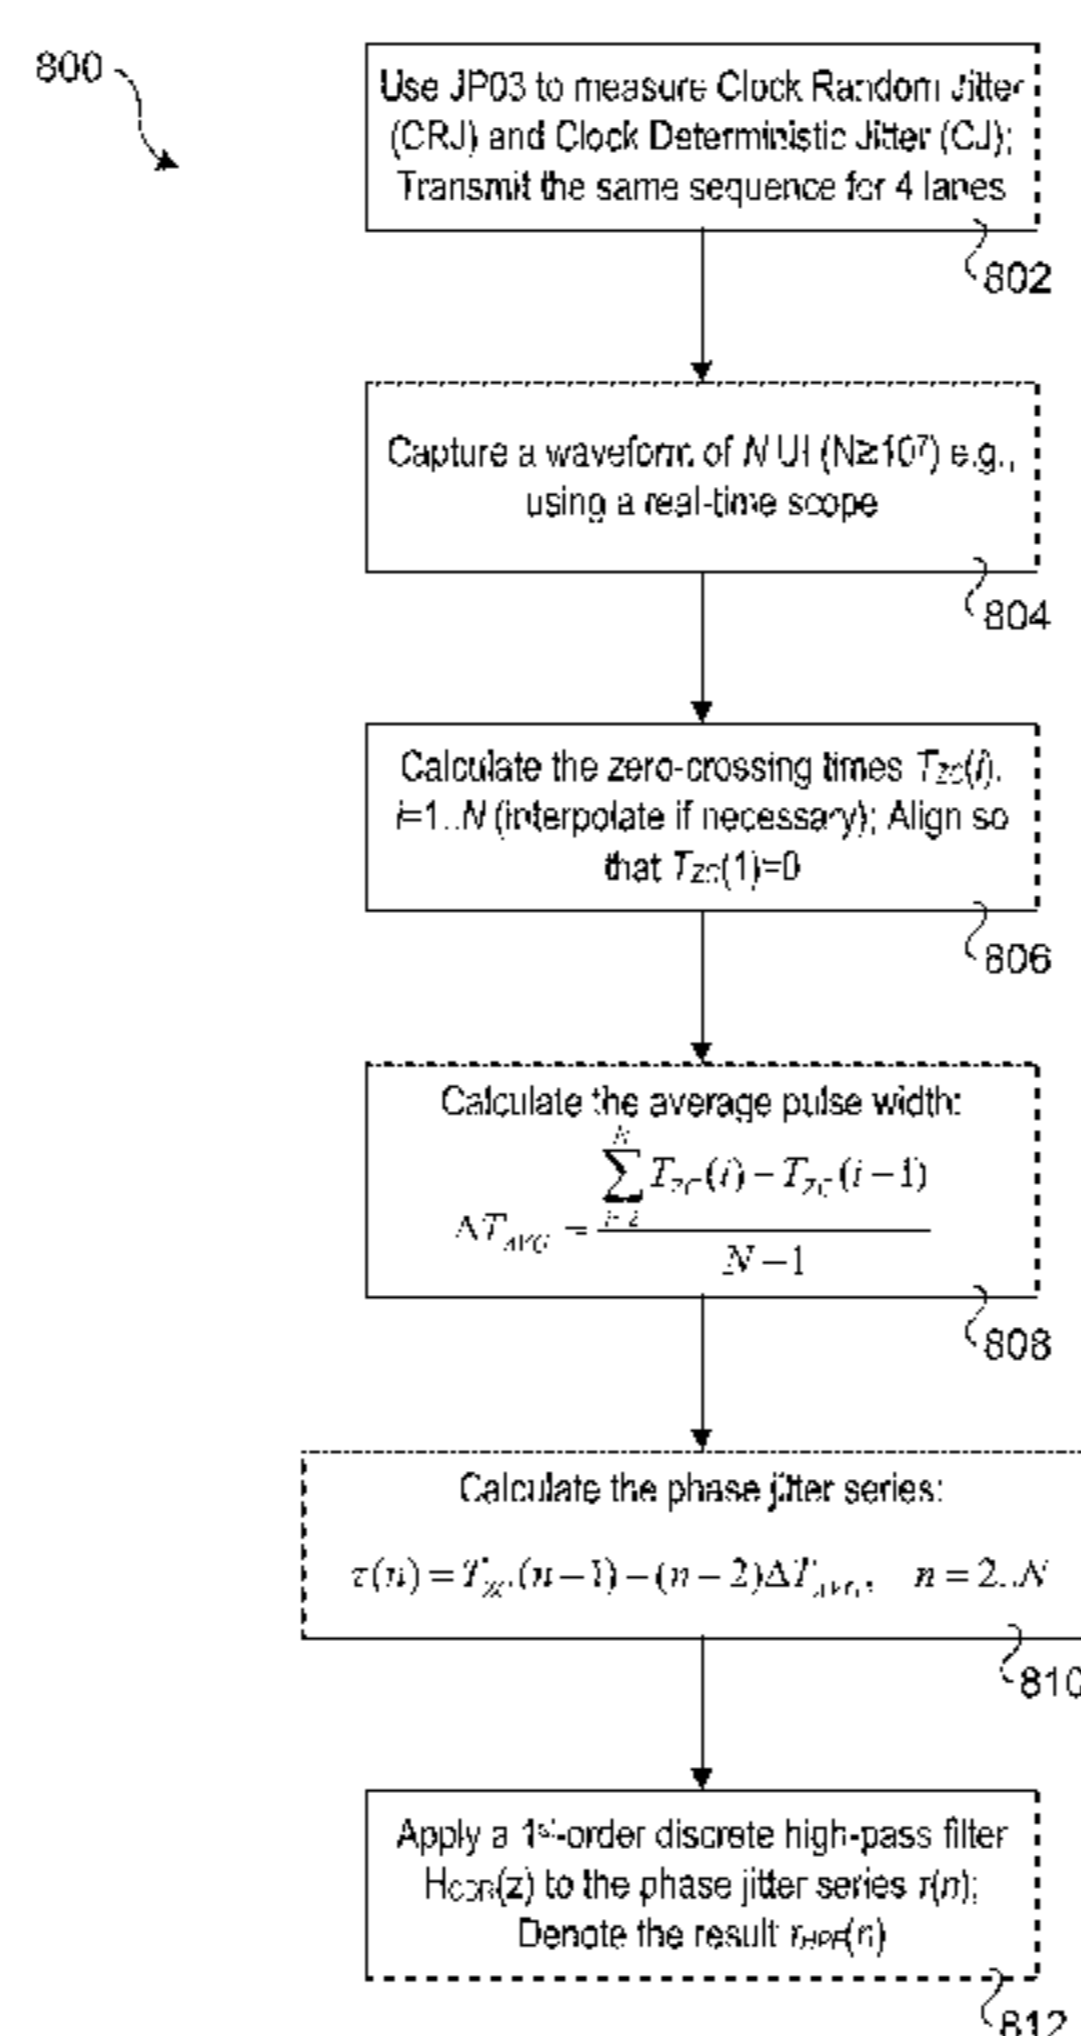 800
Use JP03 to measure Clock Random Jitter
(CRJ) and Clock Deterministic Jitter (CJ);
Transmit the same sequence for 4 lanes
802
Capture a waveform of N UI (N≥10⁷) e.g.,
using a real-time scope
804
Calculate the zero-crossing times T_ZC(i),
i=1..N (interpolate if necessary); Align so
that T_ZC(1)=0
806
Calculate the average pulse width:
ΔT_AVG = (∑_{i=2}^{N} T_ZC(i) − T_ZC(i−1)) / (N−1)
808
Calculate the phase jitter series:
τ(n) = T_ZC(n−1) − (n−2)ΔT_AVG, n = 2..N
810
Apply a 1st-order discrete high-pass filter
H_CDR(z) to the phase jitter series τ(n);
Denote the result τ_HPF(n)
812